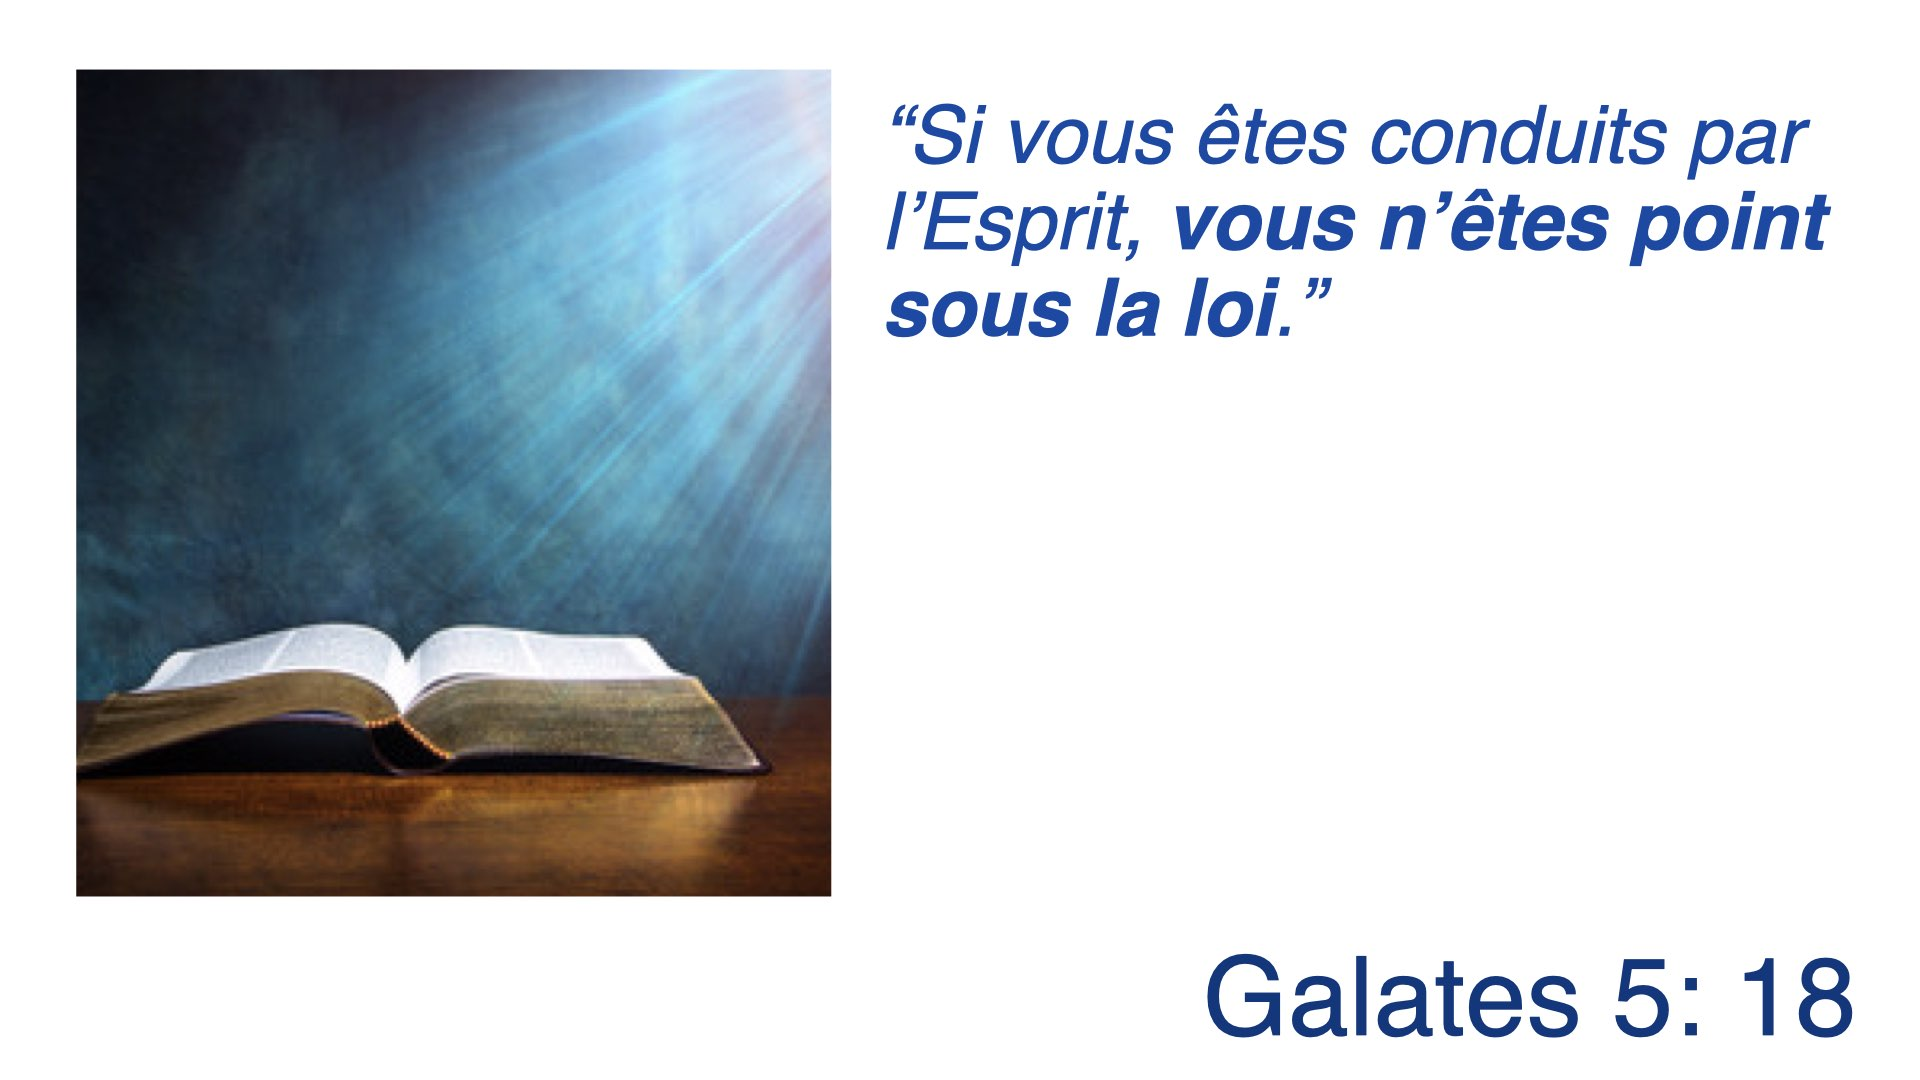 “Si vous êtes conduits par
l’Esprit, vous n’êtes point
sous la loi.”
Galates 5: 18